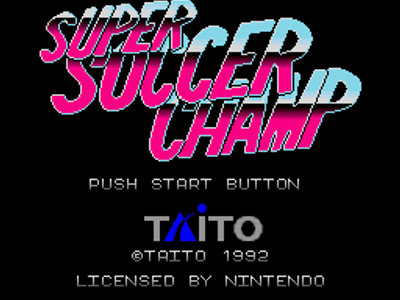 SUPER
SOCCER
CHAMP
PUSH START BUTTON
TAITO
©TAITO 1992
LICENSED BY NINTENDO